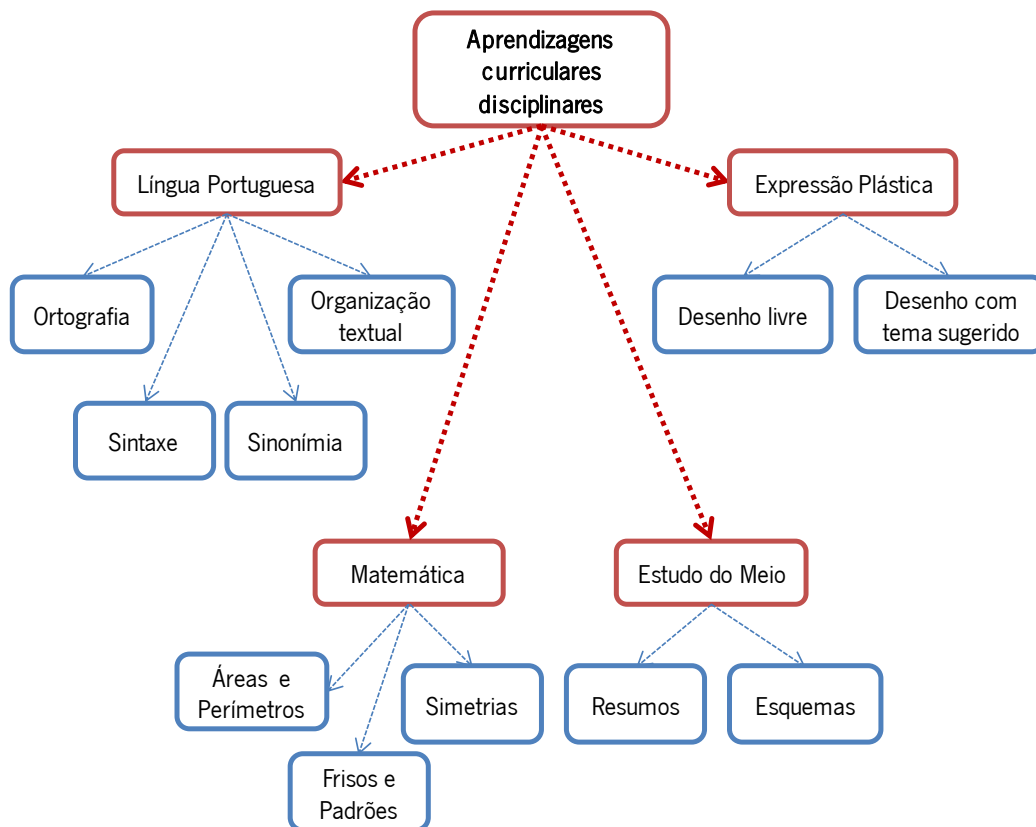 Aprendizagens
curriculares
disciplinares
Língua Portuguesa
Expressão Plástica
Ortografia
Organização
textual
Desenho livre
Desenho com
tema sugerido
Sintaxe
Sinonímia
Matemática
Estudo do Meio
Áreas e
Perímetros
Simetrias
Resumos
Esquemas
Frisos e
Padrões